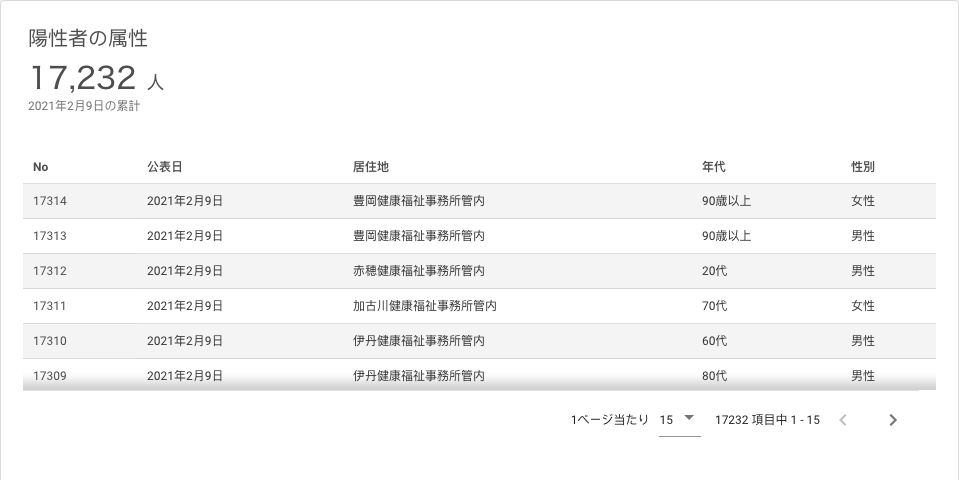 陽性者の属性
17,232 人
2021年2月9日の累計
No 公表日 居住地 年代 性別
17314 2021年2月9日 豊岡健康福祉事務所管内 90歳以上 女性
17313 2021年2月9日 豊岡健康福祉事務所管内 90歳以上 男性
17312 2021年2月9日 赤穂健康福祉事務所管内 20代 男性
17311 2021年2月9日 加古川健康福祉事務所管内 70代 女性
17310 2021年2月9日 伊丹健康福祉事務所管内 60代 男性
17309 2021年2月9日 伊丹健康福祉事務所管内 80代 男性
1ページ当たり 15 17232 項目中 1 - 15